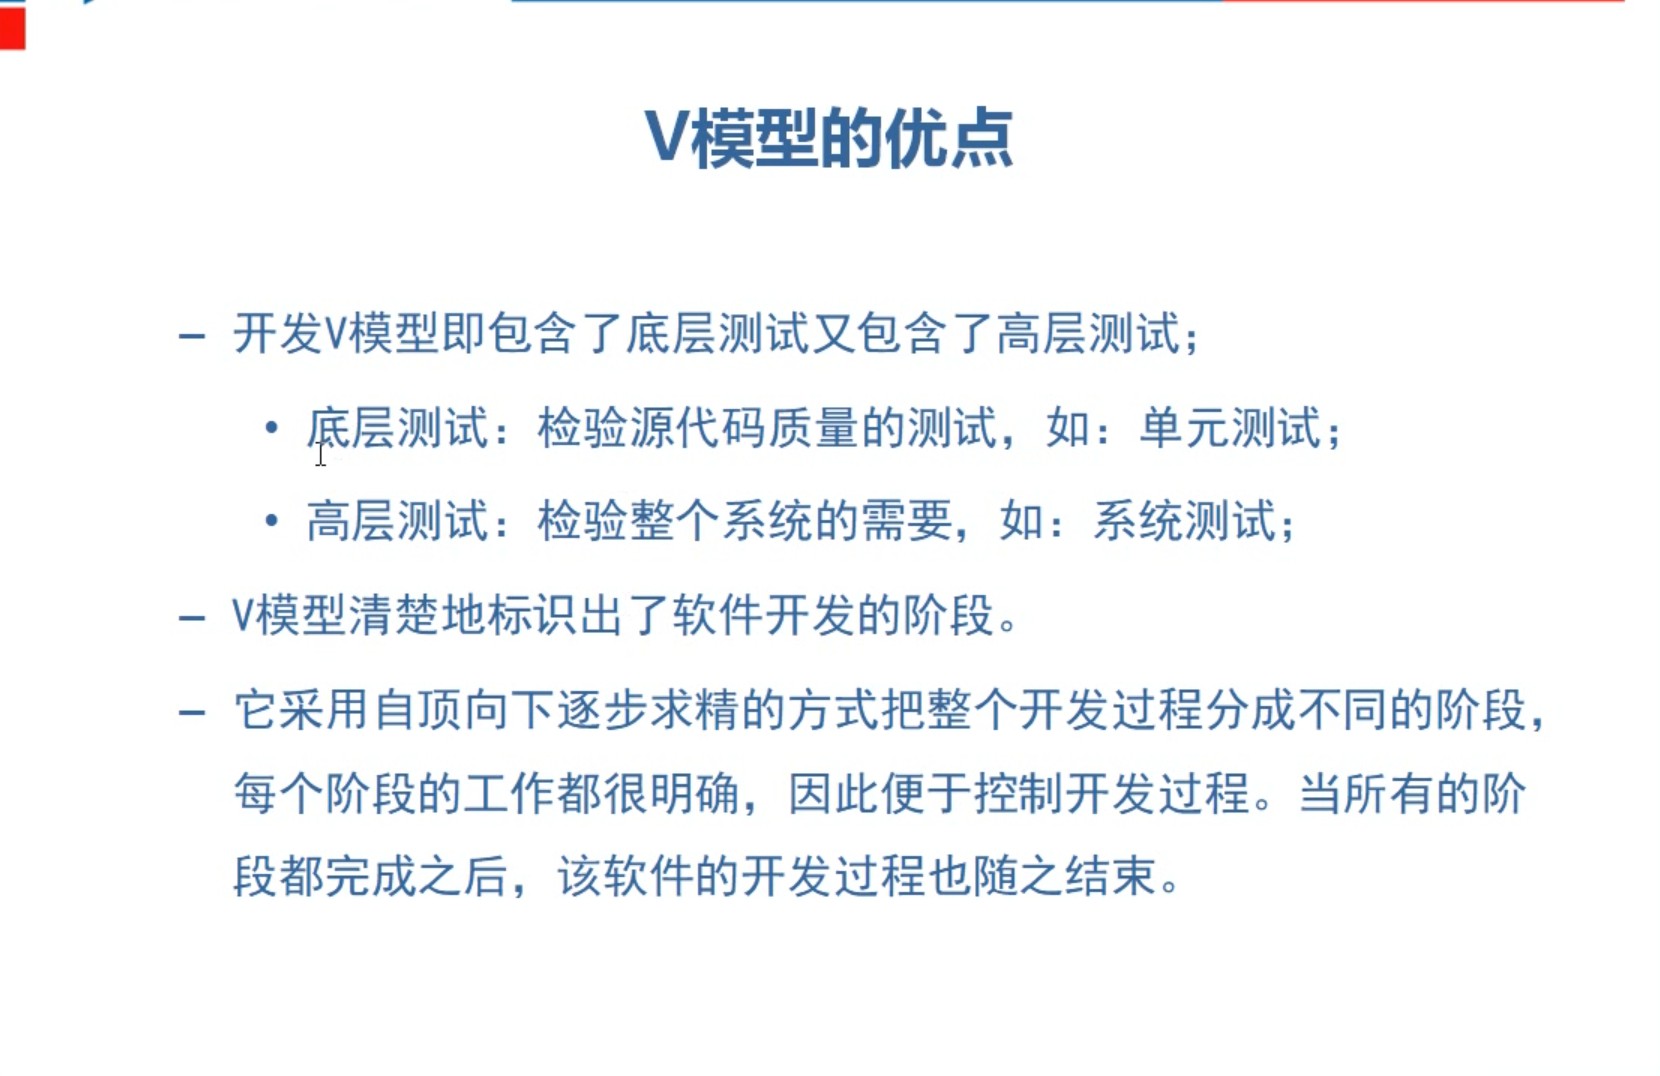 V模型的优点
– 开发V模型即包含了底层测试又包含了高层测试；
• 底层测试：检验源代码质量的测试，如：单元测试；
• 高层测试：检验整个系统的需要，如：系统测试；
– V模型清楚地标识出了软件开发的阶段。
– 它采用自顶向下逐步求精的方式把整个开发过程分成不同的阶段，
每个阶段的工作都很明确，因此便于控制开发过程。当所有的阶
段都完成之后，该软件的开发过程也随之结束。